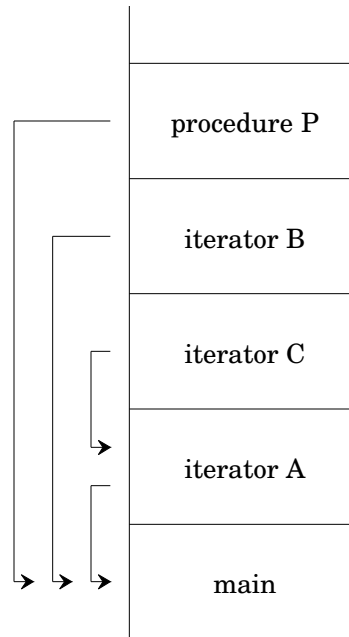 procedure P
iterator B
iterator C
iterator A
main